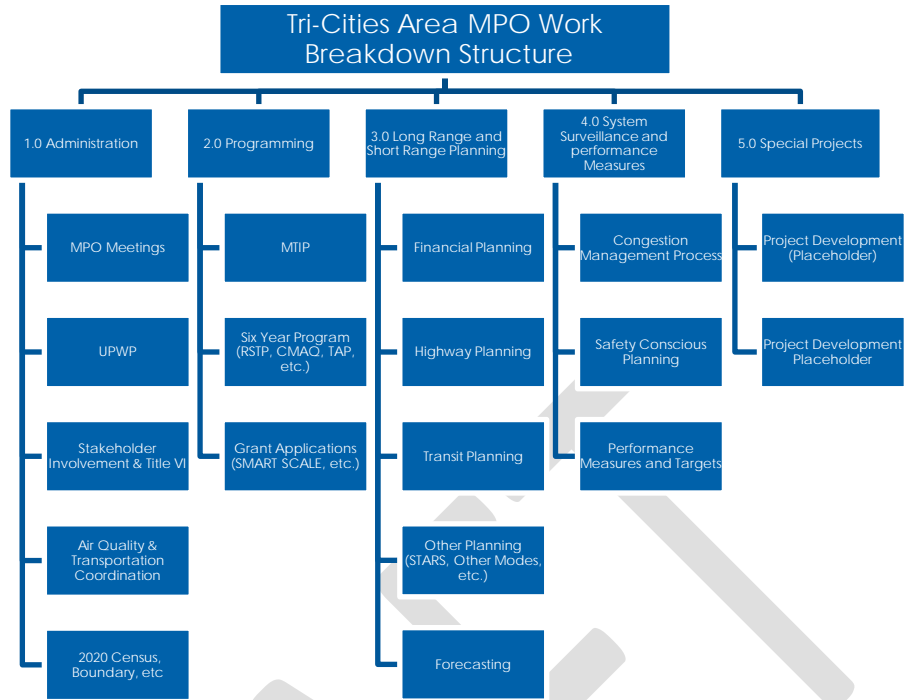 Tri-Cities Area MPO Work
Breakdown Structure
1.0 Administration
MPO Meetings
UPWP
Stakeholder
Involvement & Title VI
Air Quality &
Transportation
Coordination
2020 Census,
Boundary, etc
2.0 Programming
MTIP
Six Year Program
(RSTP, CMAQ, TAP,
etc.)
Grant Applications
(SMART SCALE, etc.)
3.0 Long Range and
Short Range Planning
Financial Planning
Highway Planning
Transit Planning
Other Planning
(STARS, Other Modes,
etc.)
Forecasting
4.0 System
Surveillance and
performance
Measures
Congestion
Management Process
Safety Conscious
Planning
Performance
Measures and Targets
5.0 Special Projects
Project Development
(Placeholder)
Project Development
Placeholder